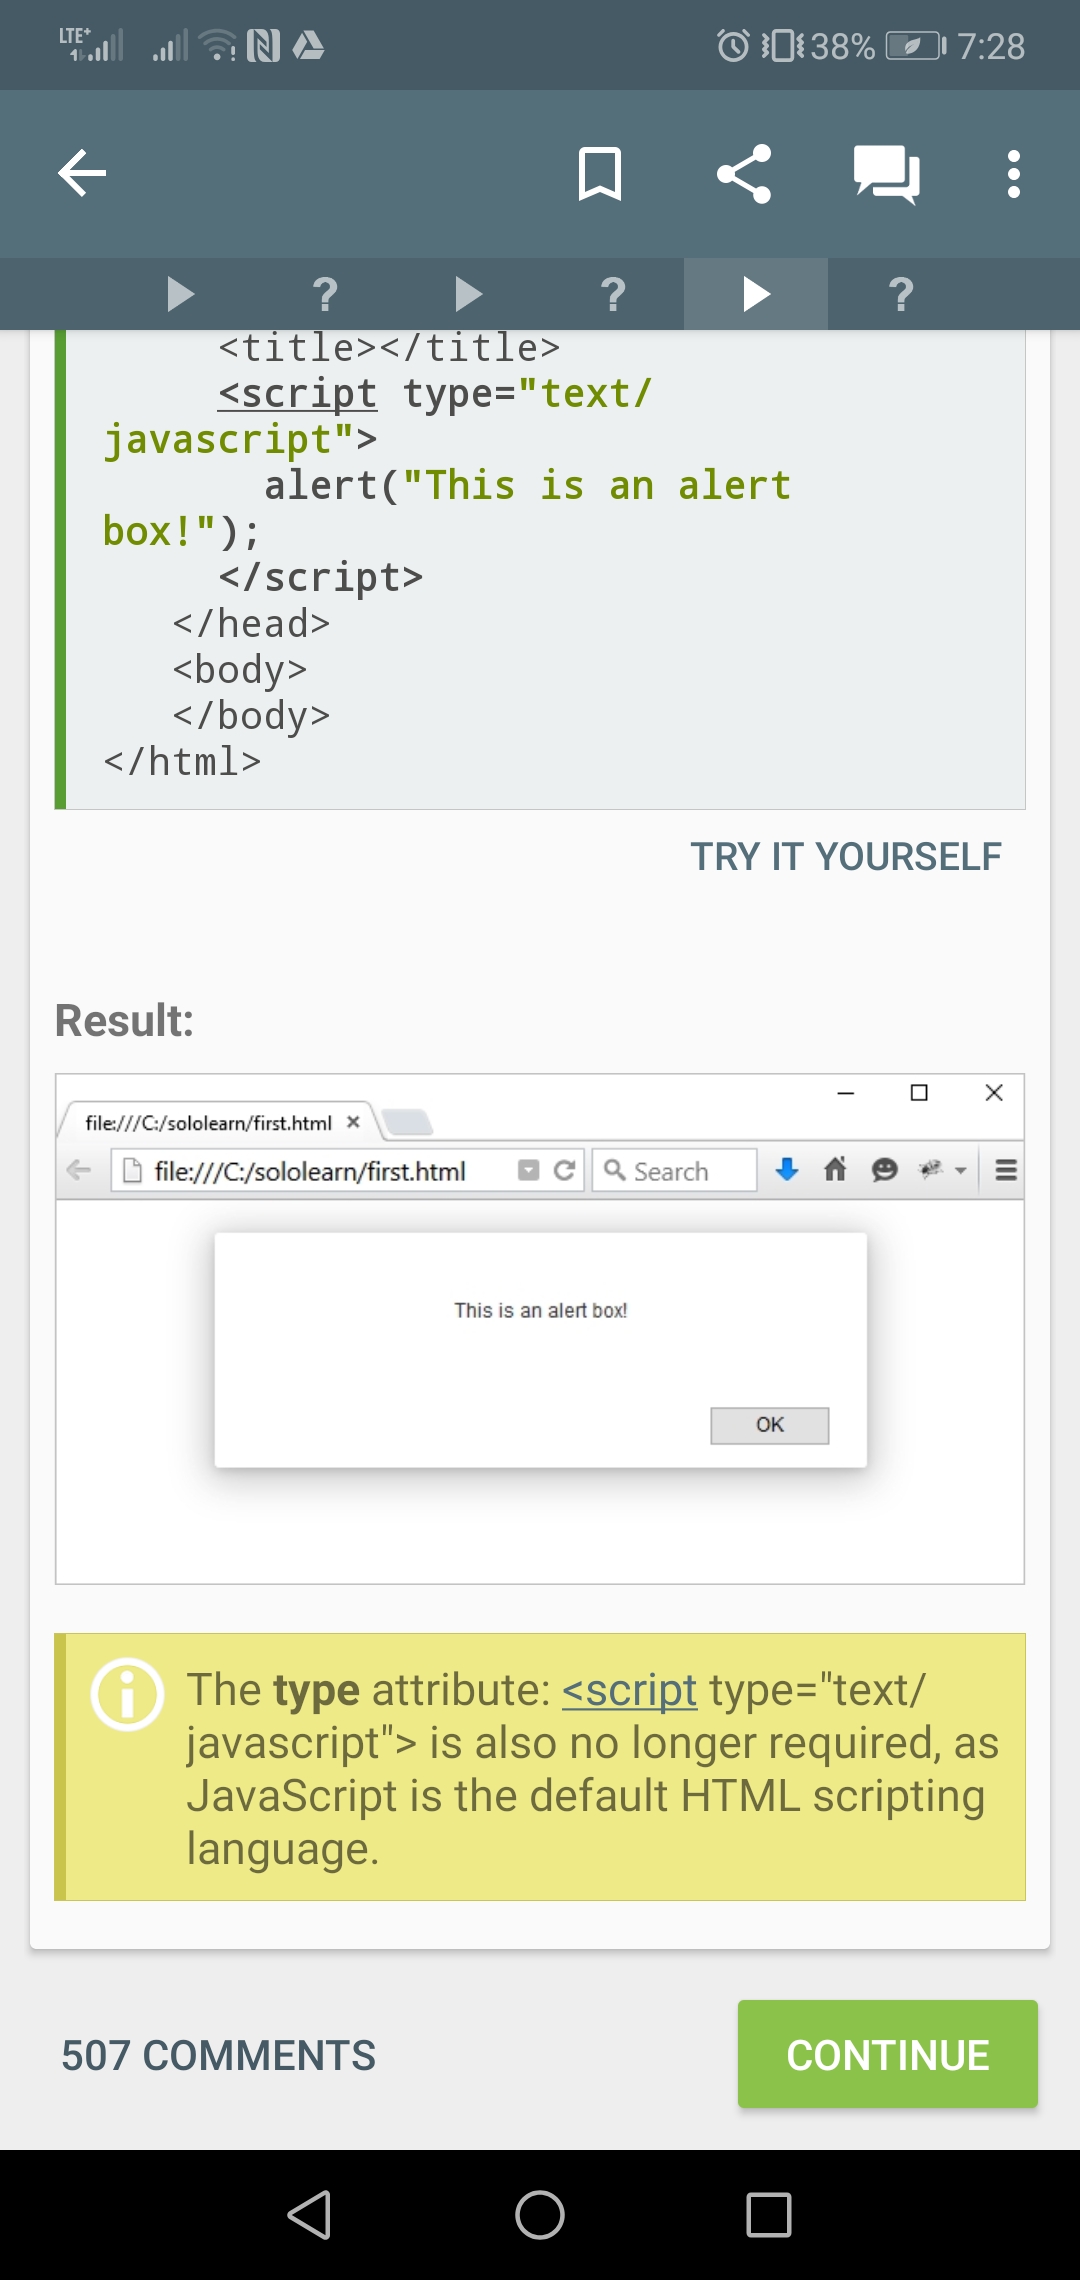 LTE+ 38% 7:28
? ? ?
<title></title>
<script type="text/
javascript">
alert("This is an alert
box!");
</script>
</head>
<body>
</body>
</html>
TRY IT YOURSELF
Result:
file:///C:/sololearn/first.html
file:///C:/sololearn/first.html Search
This is an alert box!
OK
The type attribute: <script type="text/
javascript"> is also no longer required, as
JavaScript is the default HTML scripting
language.
507 COMMENTS
CONTINUE